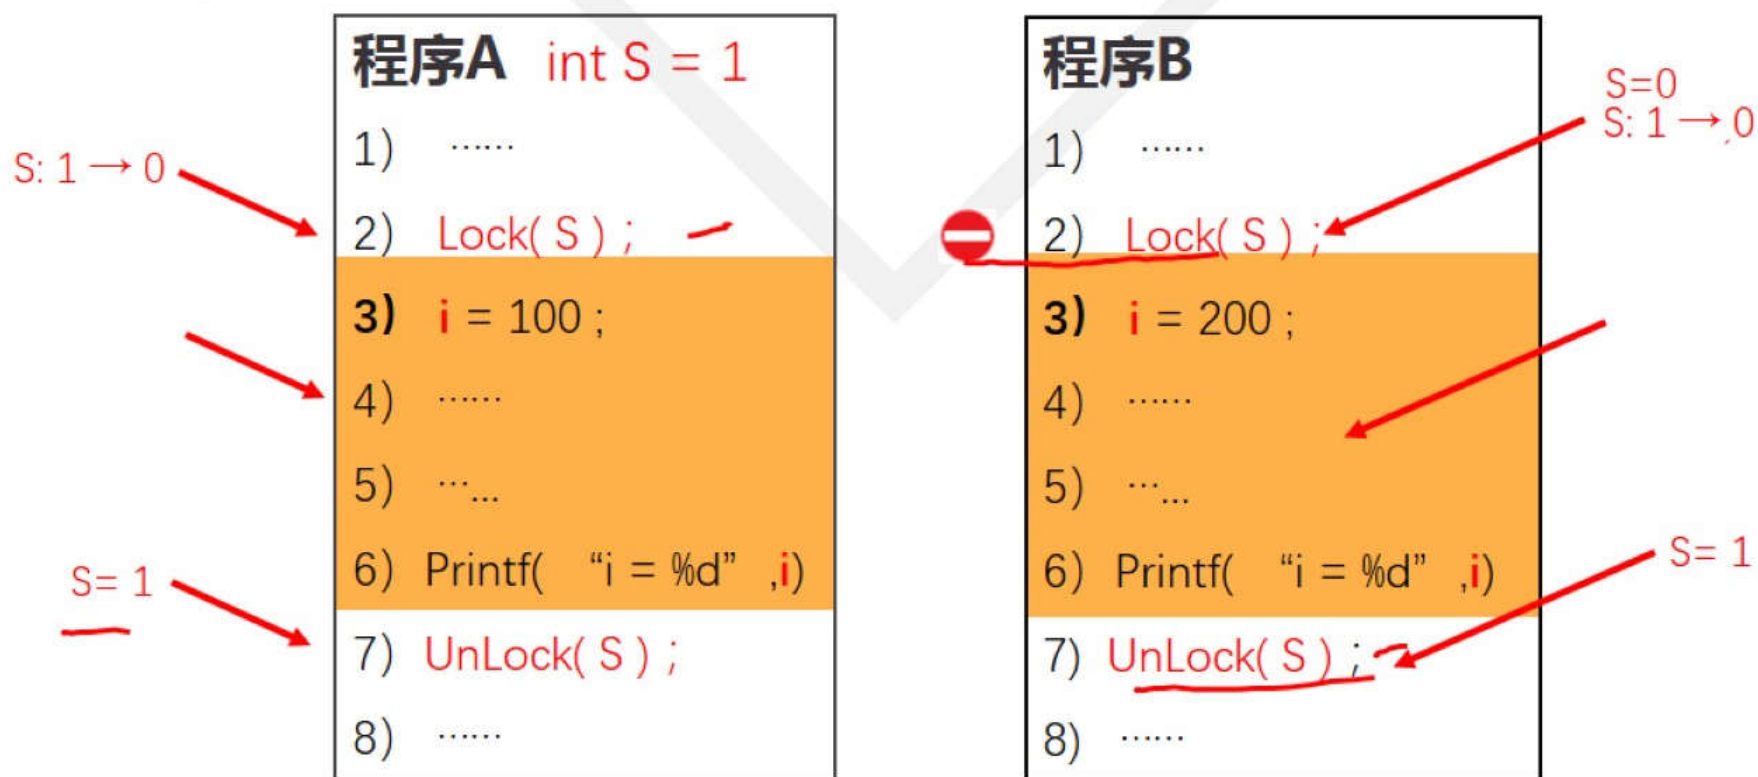 程序A int S = 1
1) ……
S: 1 → 0
2) Lock( S ) ;
3) i = 100 ;
4) ……
5) …...
6) Printf( “i = %d” ,i)
S= 1
7) UnLock( S ) ;
8) ……
程序B
S=0
S: 1 → 0
1) ……
2) Lock( S ) ;
3) i = 200 ;
4) ……
5) …...
6) Printf( “i = %d” ,i)
S= 1
7) UnLock( S ) ;
8) ……